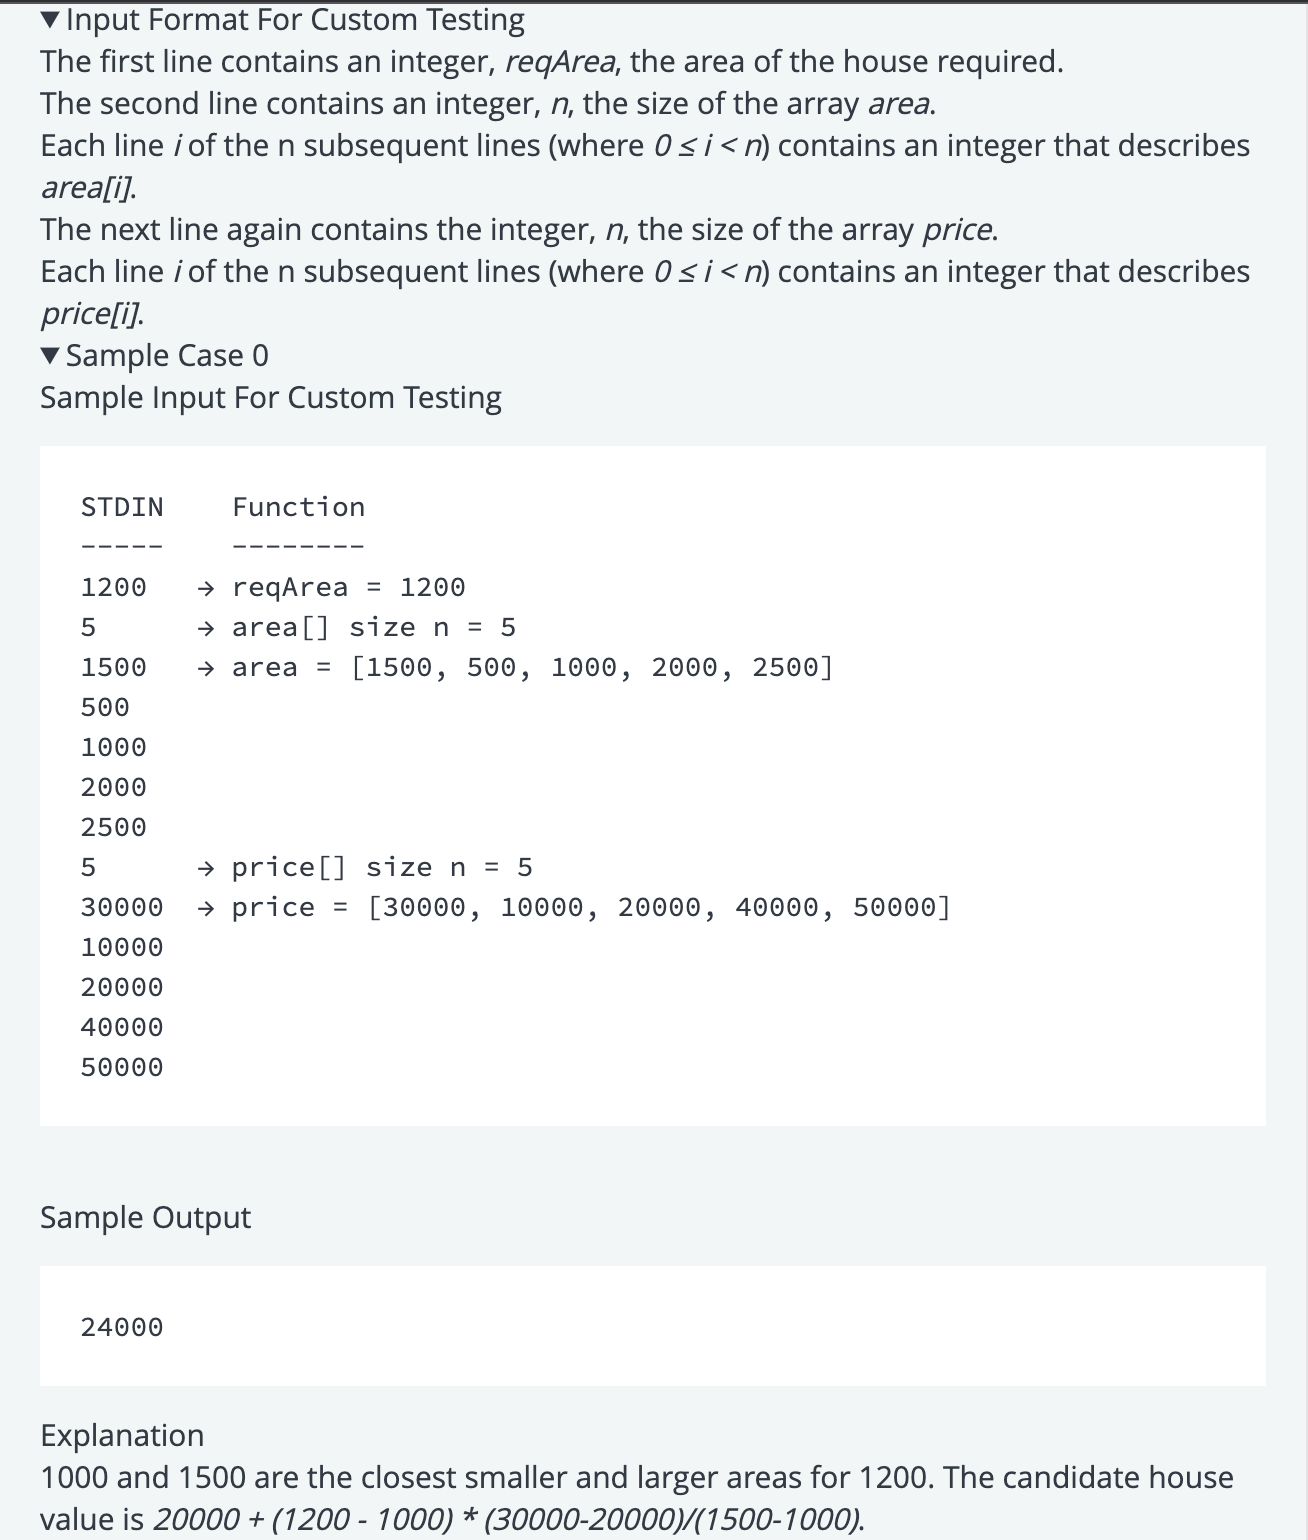 ▼ Input Format For Custom Testing
The first line contains an integer, reqArea, the area of the house required.
The second line contains an integer, n, the size of the array area.
Each line i of the n subsequent lines (where 0 ≤ i < n) contains an integer that describes
area[i].
The next line again contains the integer, n, the size of the array price.
Each line i of the n subsequent lines (where 0 ≤ i < n) contains an integer that describes
price[i].
▼ Sample Case 0
Sample Input For Custom Testing
STDIN    Function
-----    --------
1200   → reqArea = 1200
5      → area[] size n = 5
1500   → area = [1500, 500, 1000, 2000, 2500]
500
1000
2000
2500
5      → price[] size n = 5
30000  → price = [30000, 10000, 20000, 40000, 50000]
10000
20000
40000
50000
Sample Output
24000
Explanation
1000 and 1500 are the closest smaller and larger areas for 1200. The candidate house
value is 20000 + (1200 - 1000) * (30000-20000)/(1500-1000).